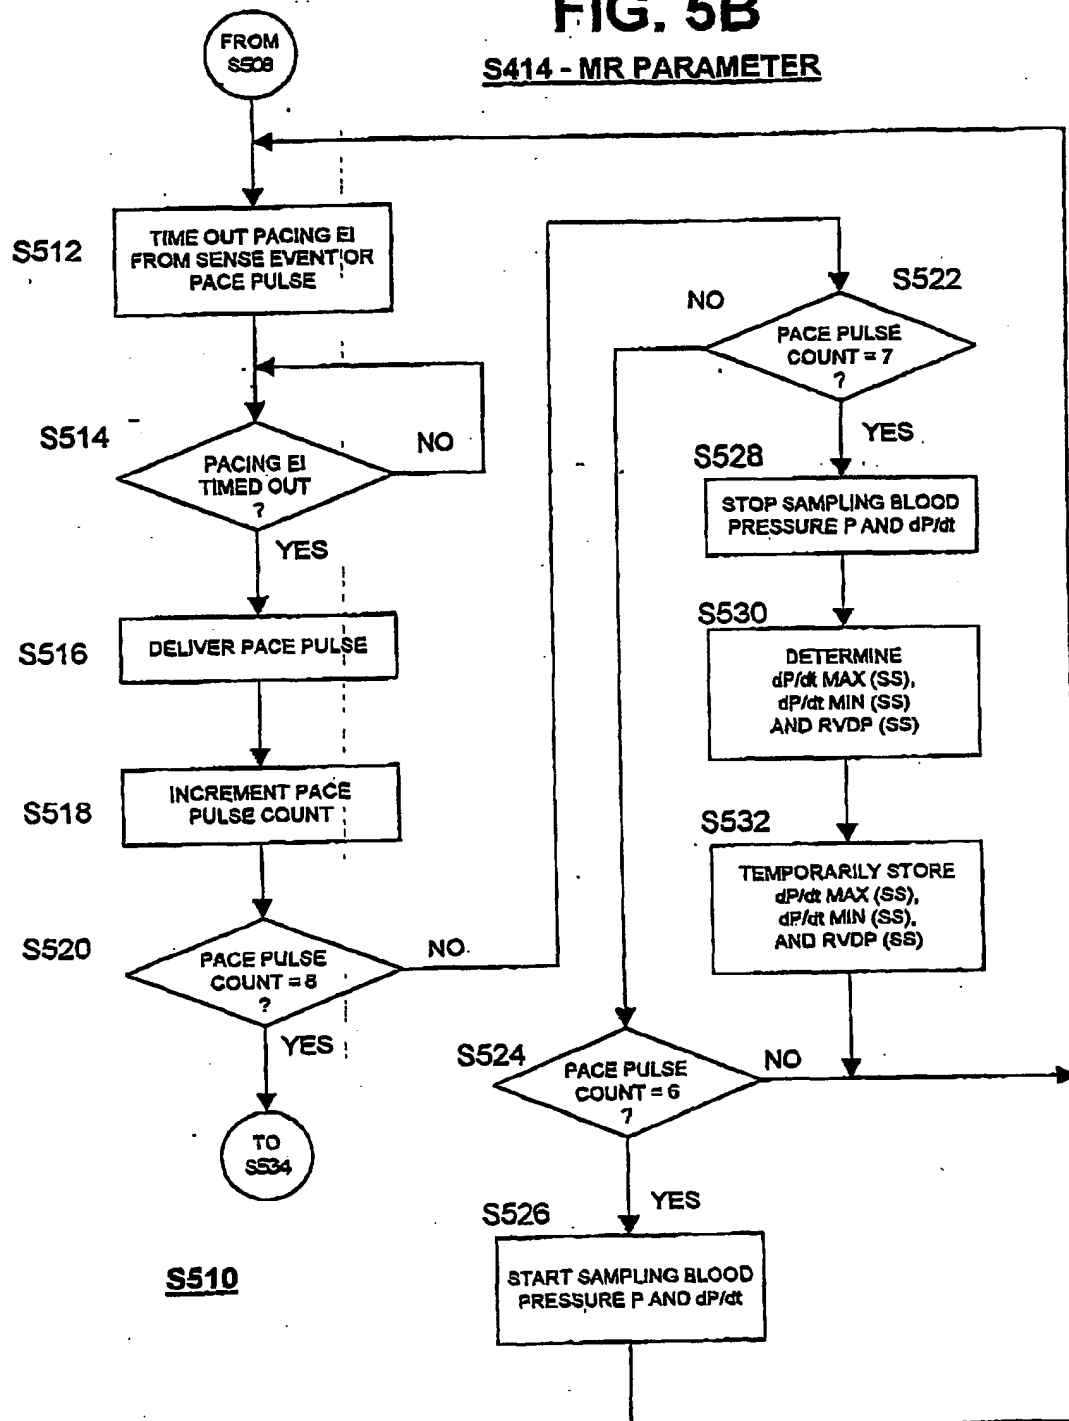 FIG. 5B
S414 - MR PARAMETER
FROM
S508
S512
TIME OUT PACING EI
FROM SENSE EVENT OR
PACE PULSE
S514
PACING EI
TIMED OUT
?
NO
YES
S516
DELIVER PACE PULSE
S518
INCREMENT PACE
PULSE COUNT
S520
PACE PULSE
COUNT = 8
?
NO
YES
TO
S534
S510
S522
NO
PACE PULSE
COUNT = 7
?
YES
S528
STOP SAMPLING BLOOD
PRESSURE P AND dP/dt
S530
DETERMINE
dP/dt MAX (SS),
dP/dt MIN (SS)
AND RVDP (SS)
S532
TEMPORARILY STORE
dP/dt MAX (SS),
dP/dt MIN (SS),
AND RVDP (SS)
S524
PACE PULSE
COUNT = 6
?
NO
YES
S526
START SAMPLING BLOOD
PRESSURE P AND dP/dt